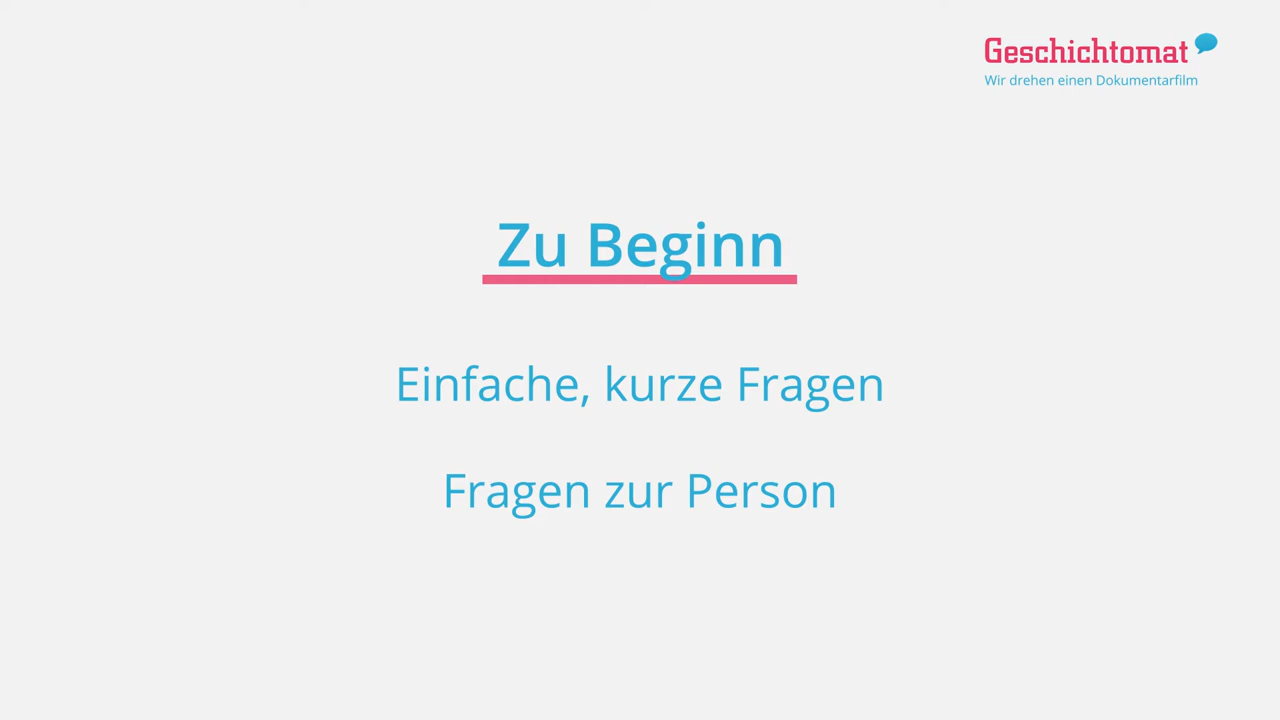 Geschichtomat
Wir drehen einen Dokumentarfilm
Zu Beginn
Einfache, kurze Fragen
Fragen zur Person